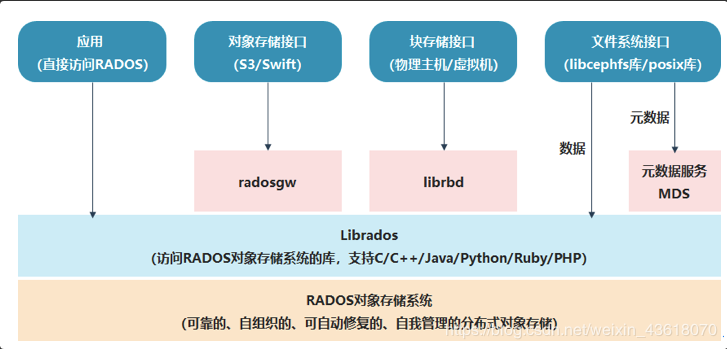 应用
（直接访问RADOS）
对象存储接口
（S3/Swift）
块存储接口
（物理主机/虚拟机）
文件系统接口
（libcephfs库/posix库）
元数据
数据
radosgw
librbd
元数据服务
MDS
Librados
（访问RADOS对象存储系统的库，支持C/C++/Java/Python/Ruby/PHP）
RADOS对象存储系统
（可靠的、自组织的、可自动修复的、自我管理的分布式对象存储）
https://blog.csdn.net/weixin_43618070